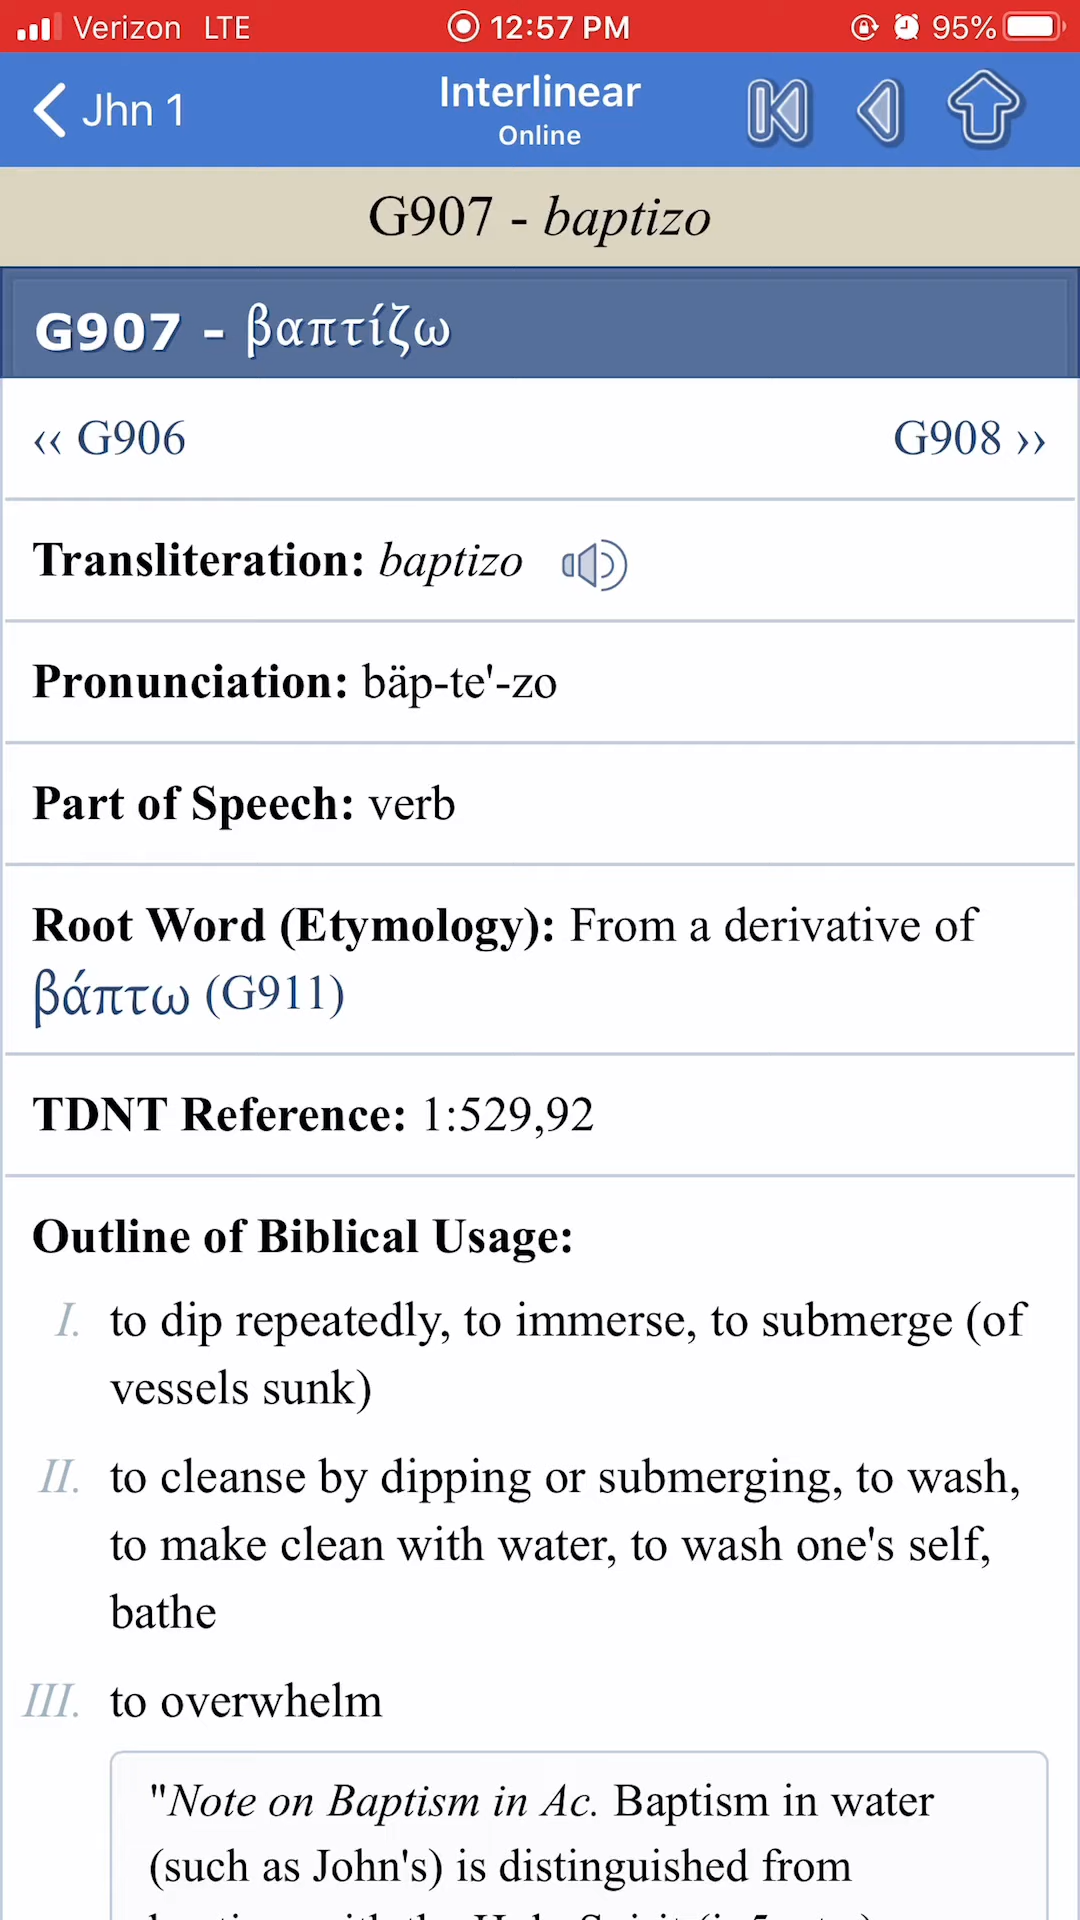 Verizon LTE 12:57 PM 95%
Jhn 1 Interlinear
Online
G907 - baptizo
G907 - βαπτίζω
‹‹ G906 G908 ››
Transliteration: baptizo
Pronunciation: bäp-te'-zo
Part of Speech: verb
Root Word (Etymology): From a derivative of
βάπτω (G911)
TDNT Reference: 1:529,92
Outline of Biblical Usage:
I. to dip repeatedly, to immerse, to submerge (of
vessels sunk)
II. to cleanse by dipping or submerging, to wash,
to make clean with water, to wash one's self,
bathe
III. to overwhelm
"Note on Baptism in Ac. Baptism in water
(such as John's) is distinguished from